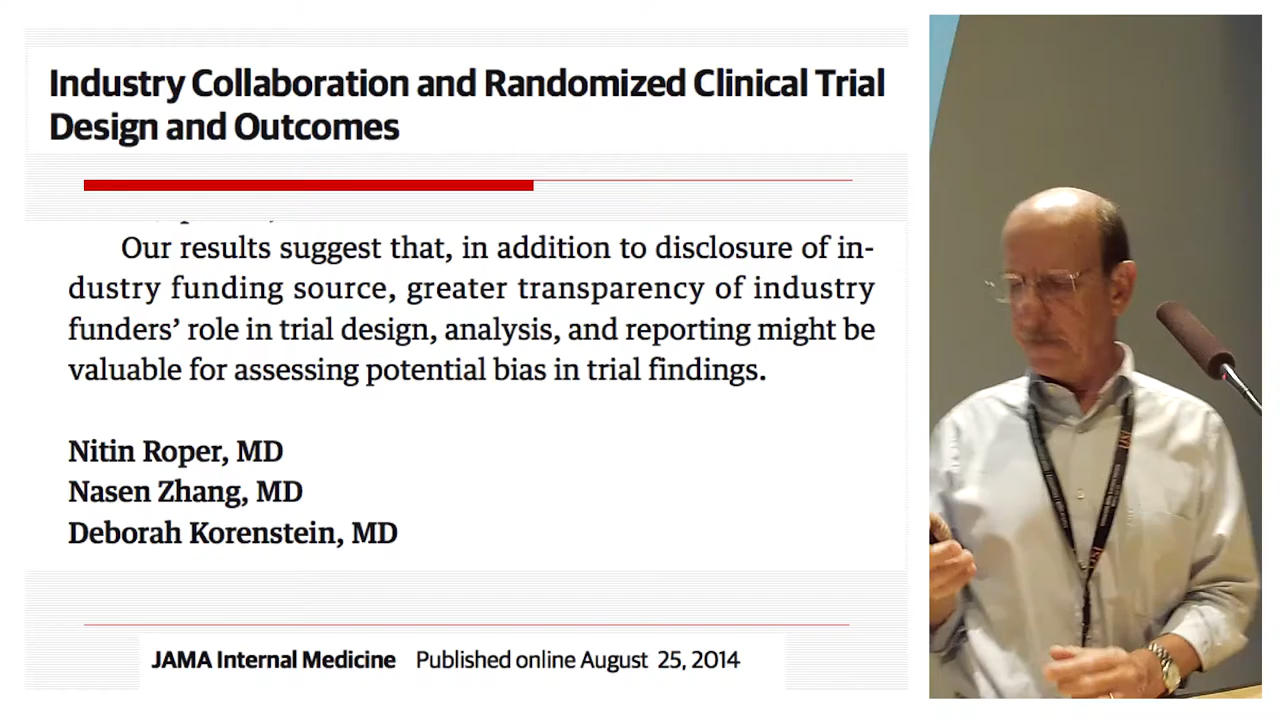 Industry Collaboration and Randomized Clinical Trial
Design and Outcomes
Our results suggest that, in addition to disclosure of in-
dustry funding source, greater transparency of industry
funders' role in trial design, analysis, and reporting might be
valuable for assessing potential bias in trial findings.
Nitin Roper, MD
Nasen Zhang, MD
Deborah Korenstein, MD
JAMA Internal Medicine Published online August 25, 2014